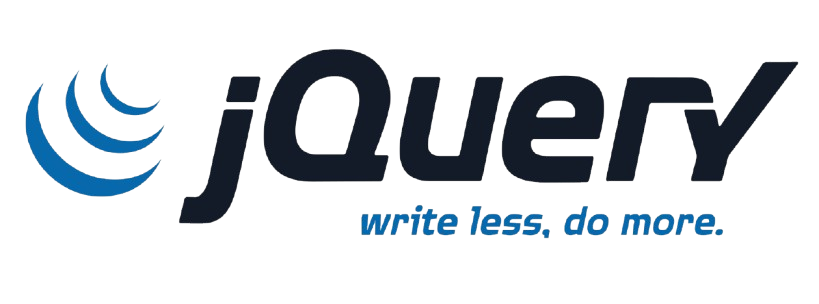 jQuery
write less, do more.